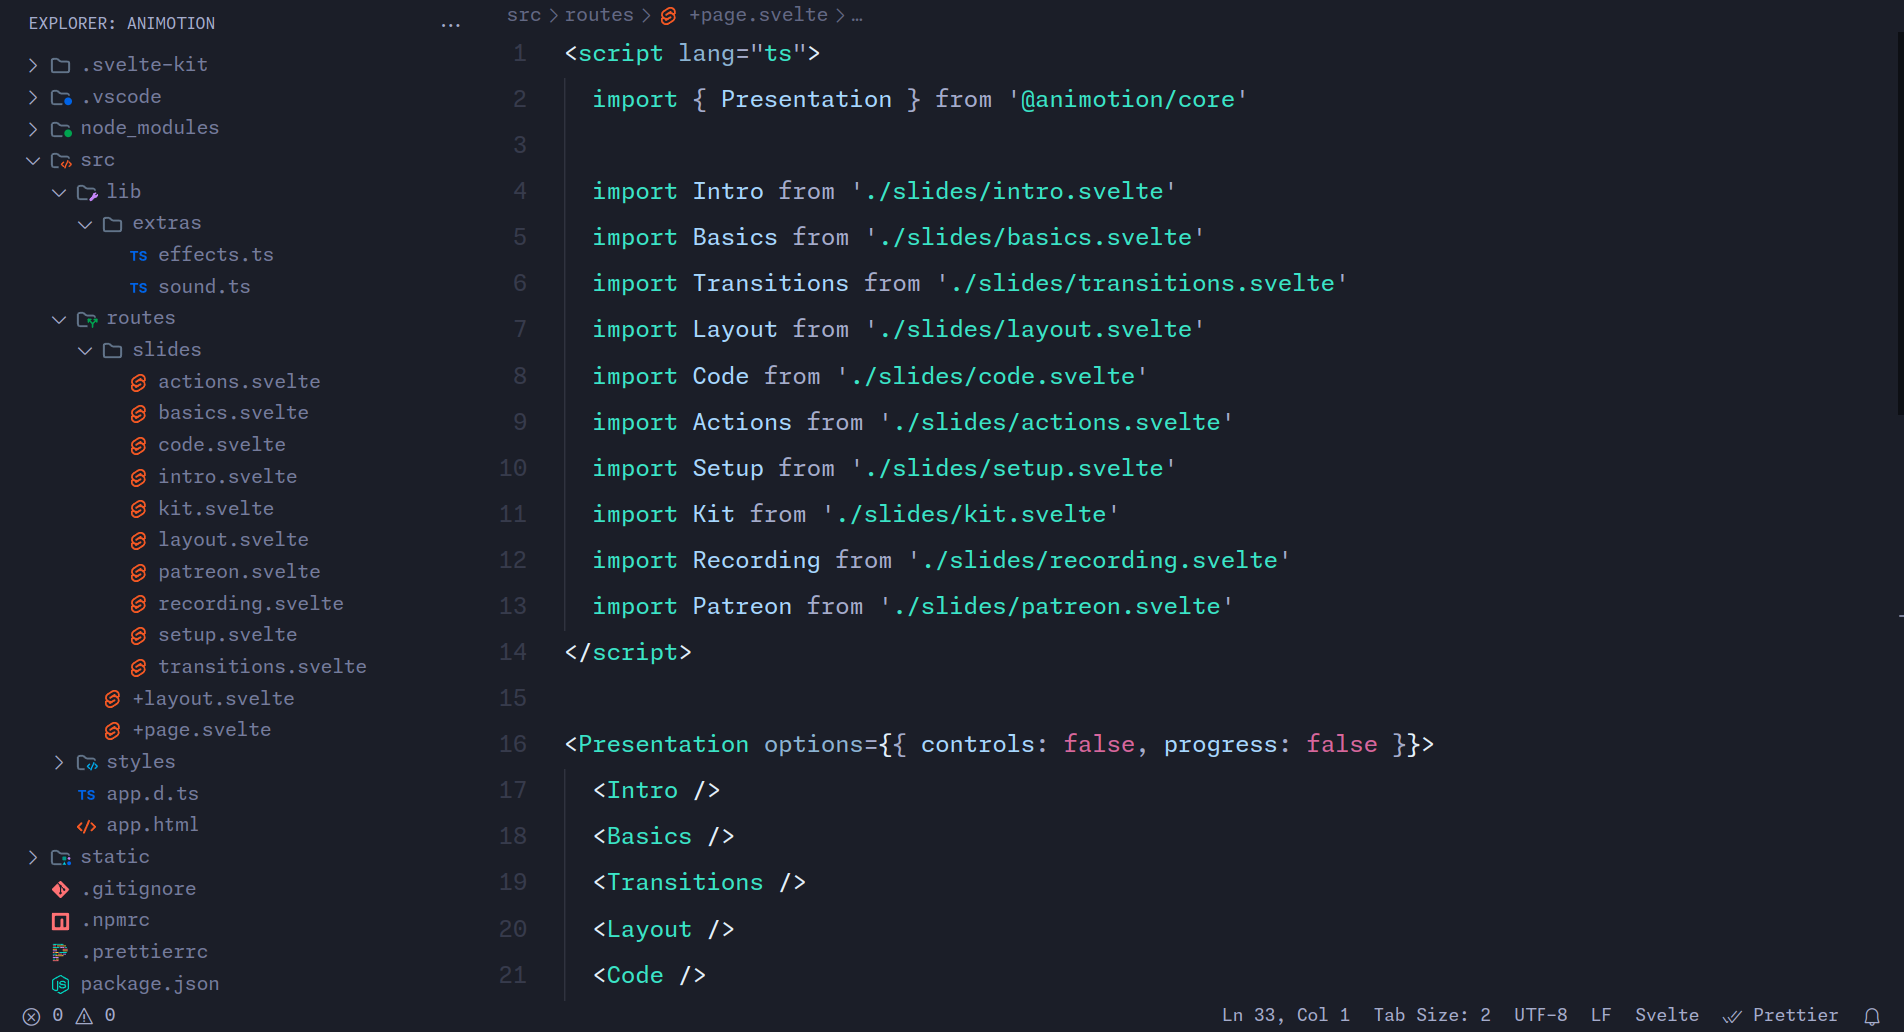 EXPLORER: ANIMOTION ...
.svelte-kit
.vscode
node_modules
src
lib
extras
TS effects.ts
TS sound.ts
routes
slides
actions.svelte
basics.svelte
code.svelte
intro.svelte
kit.svelte
layout.svelte
patreon.svelte
recording.svelte
setup.svelte
transitions.svelte
+layout.svelte
+page.svelte
styles
TS app.d.ts
app.html
static
.gitignore
.npmrc
.prettierrc
package.json
src > routes > +page.svelte > …
1 <script lang="ts">
2   import { Presentation } from '@animotion/core'
3
4   import Intro from './slides/intro.svelte'
5   import Basics from './slides/basics.svelte'
6   import Transitions from './slides/transitions.svelte'
7   import Layout from './slides/layout.svelte'
8   import Code from './slides/code.svelte'
9   import Actions from './slides/actions.svelte'
10   import Setup from './slides/setup.svelte'
11   import Kit from './slides/kit.svelte'
12   import Recording from './slides/recording.svelte'
13   import Patreon from './slides/patreon.svelte'
14 </script>
15
16 <Presentation options={{ controls: false, progress: false }}>
17   <Intro />
18   <Basics />
19   <Transitions />
20   <Layout />
21   <Code />
0 0 Ln 33, Col 1 Tab Size: 2 UTF-8 LF Svelte Prettier